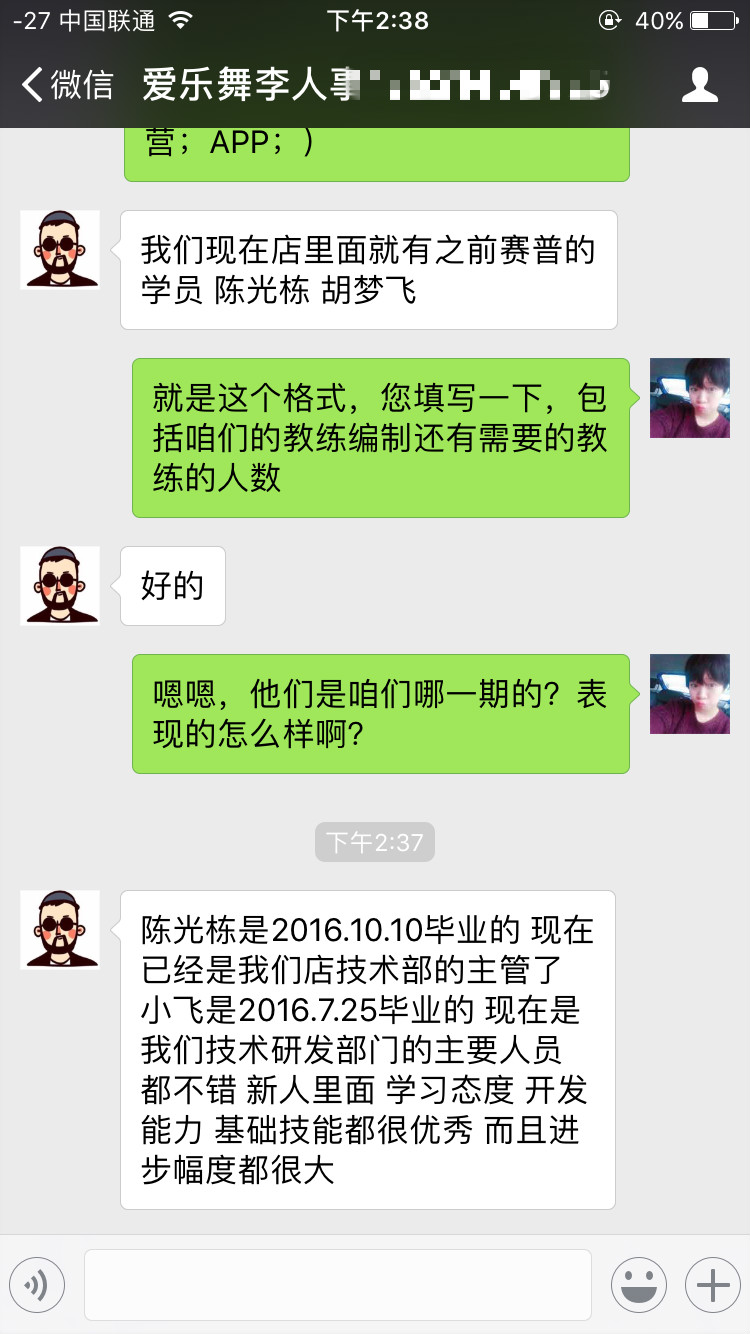 -27 中国联通 下午2:38 40%
微信 爱乐舞李人事
营；APP；）
我们现在店里面就有之前赛普的
学员 陈光栋 胡梦飞
就是这个格式，您填写一下，包
括咱们的教练编制还有需要的教
练的人数
好的
嗯嗯，他们是咱们哪一期的？表
现的怎么样啊？
下午2:37
陈光栋是2016.10.10毕业的 现在
已经是我们店技术部的主管了
小飞是2016.7.25毕业的 现在是
我们技术研发部门的主要人员
都不错 新人里面 学习态度 开发
能力 基础技能都很优秀 而且进
步幅度都很大